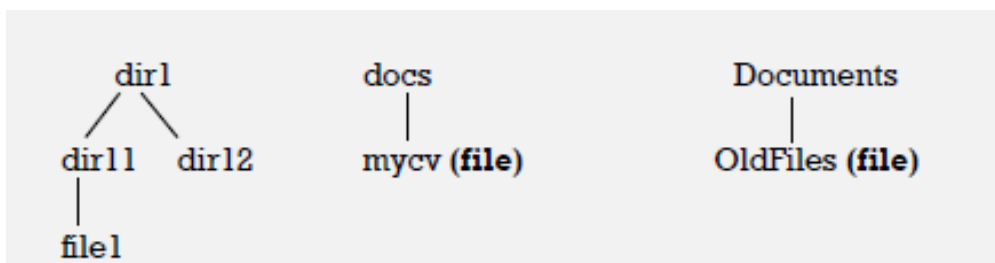 dir1 docs Documents
dir11 dir12 mycv (file) OldFiles (file)
file1